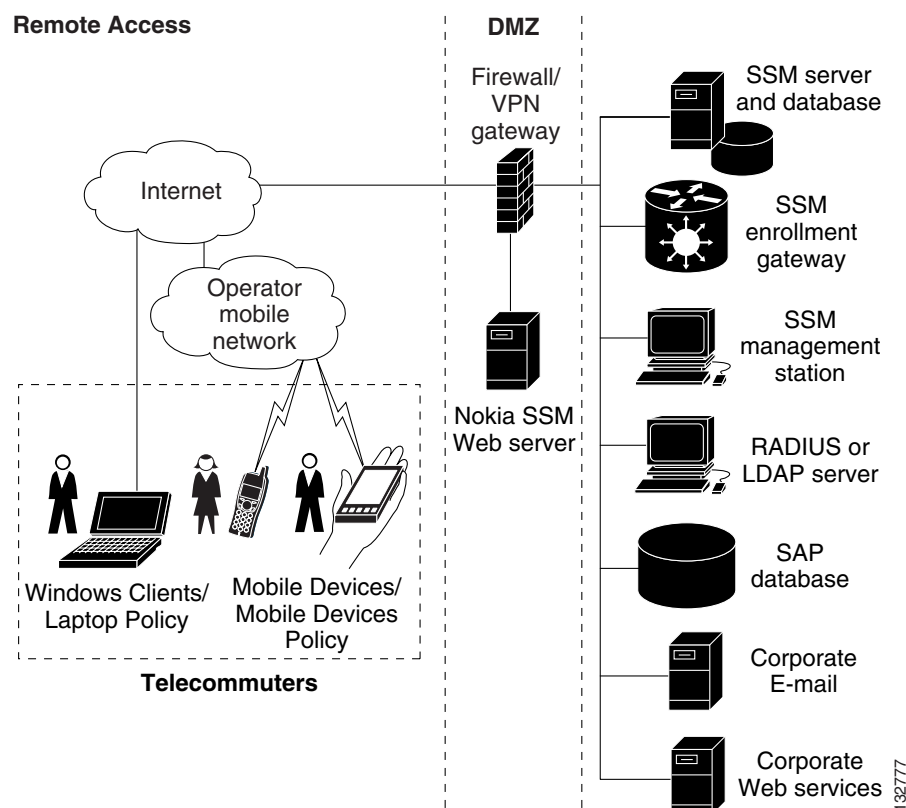 Remote Access
DMZ
Firewall/
VPN
gateway
SSM server
and database
Internet
SSM
enrollment
gateway
Operator
mobile
network
SSM
management
station
Nokia SSM
Web server
RADIUS or
LDAP server
Windows Clients/
Laptop Policy
Mobile Devices/
Mobile Devices
Policy
SAP
database
Telecommuters
Corporate
E-mail
Corporate
Web services
132777